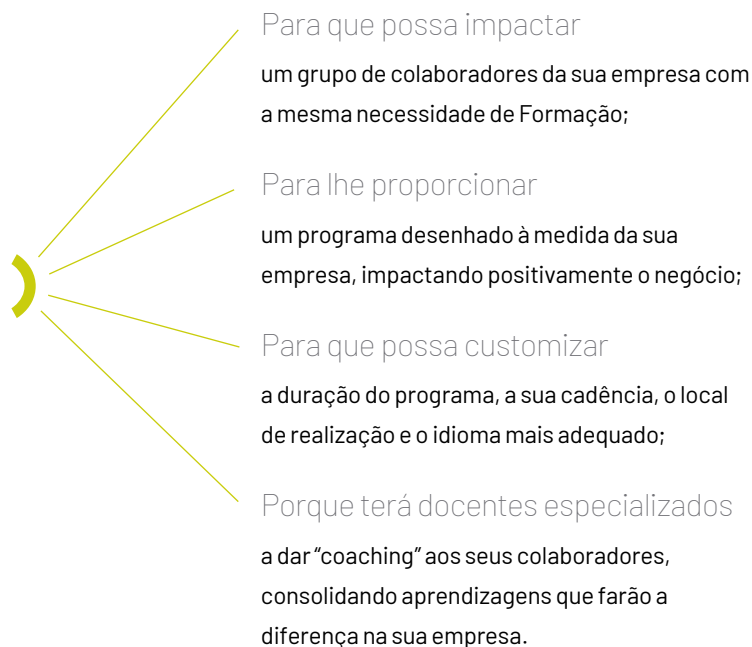 Para que possa impactar
um grupo de colaboradores da sua empresa com
a mesma necessidade de Formação;
Para lhe proporcionar
um programa desenhado à medida da sua
empresa, impactando positivamente o negócio;
Para que possa customizar
a duração do programa, a sua cadência, o local
de realização e o idioma mais adequado;
Porque terá docentes especializados
a dar “coaching” aos seus colaboradores,
consolidando aprendizagens que farão a
diferença na sua empresa.